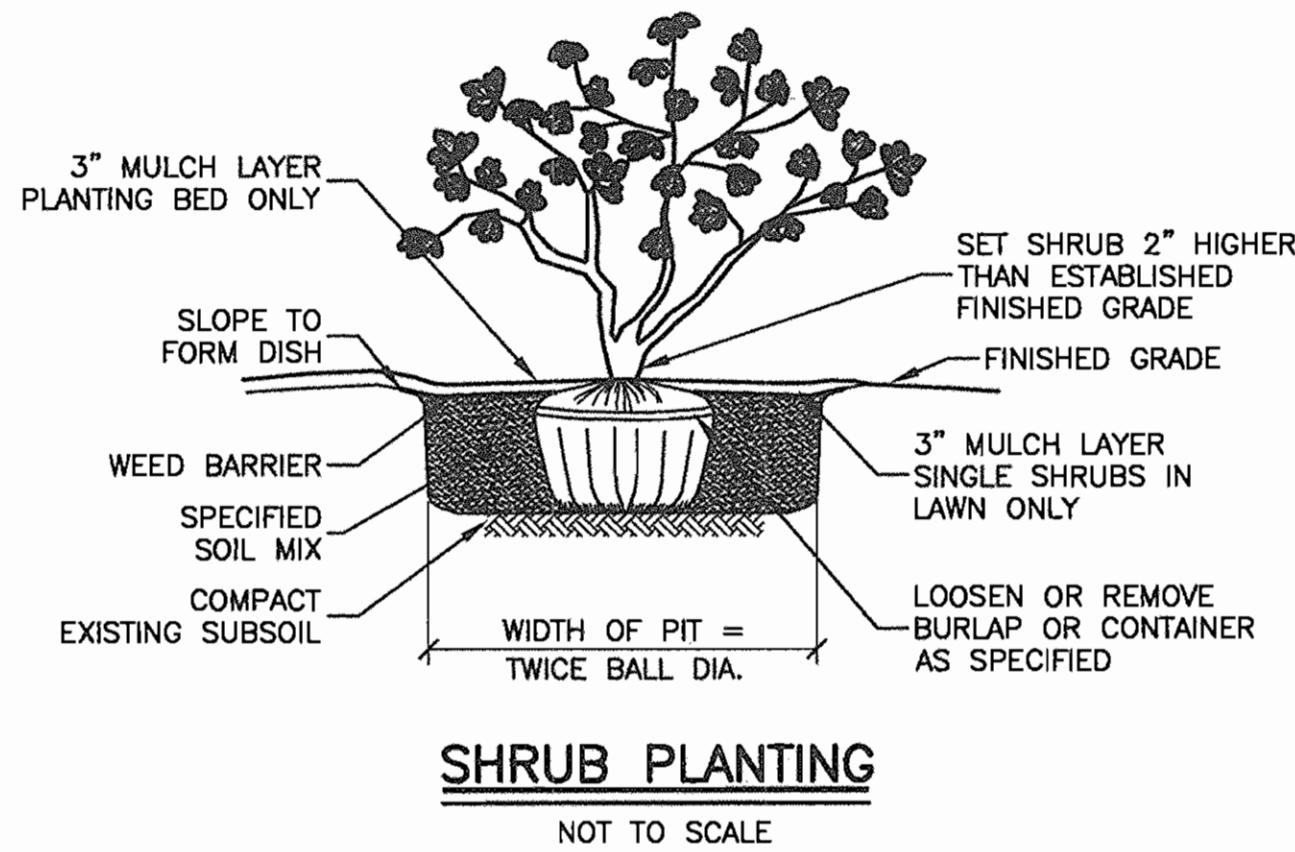 3" MULCH LAYER
PLANTING BED ONLY
SLOPE TO
FORM DISH
WEED BARRIER
SPECIFIED
SOIL MIX
COMPACT
EXISTING SUBSOIL
SET SHRUB 2" HIGHER
THAN ESTABLISHED
FINISHED GRADE
FINISHED GRADE
3" MULCH LAYER
SINGLE SHRUBS IN
LAWN ONLY
LOOSEN OR REMOVE
BURLAP OR CONTAINER
AS SPECIFIED
WIDTH OF PIT =
TWICE BALL DIA.
SHRUB PLANTING
NOT TO SCALE